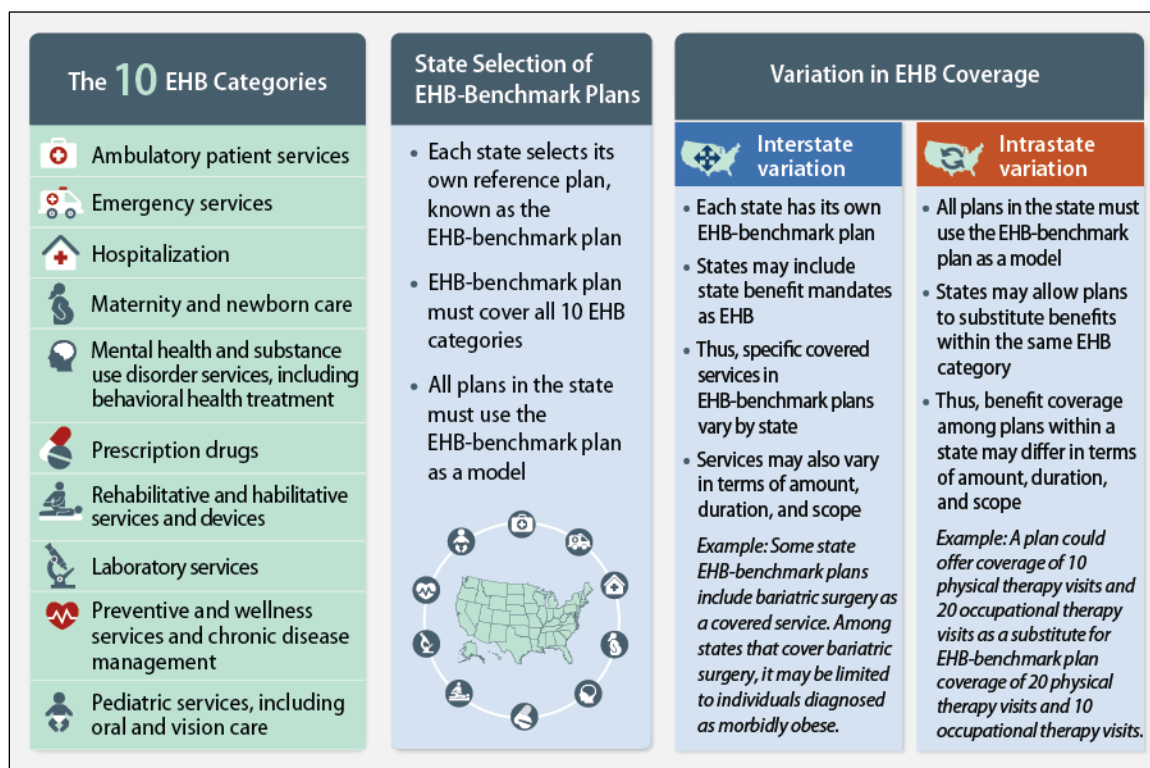 The 10 EHB Categories
Ambulatory patient services
Emergency services
Hospitalization
Maternity and newborn care
Mental health and substance
use disorder services, including
behavioral health treatment
Prescription drugs
Rehabilitative and habilitative
services and devices
Laboratory services
Preventive and wellness
services and chronic disease
management
Pediatric services, including
oral and vision care
State Selection of
EHB-Benchmark Plans
• Each state selects its
own reference plan,
known as the
EHB-benchmark plan
• EHB-benchmark plan
must cover all 10 EHB
categories
• All plans in the state
must use the
EHB-benchmark plan
as a model
Variation in EHB Coverage
Interstate
variation
• Each state has its own
EHB-benchmark plan
• States may include
state benefit mandates
as EHB
• Thus, specific covered
services in
EHB-benchmark plans
vary by state
• Services may also vary
in terms of amount,
duration, and scope
Example: Some state
EHB-benchmark plans
include bariatric surgery as
a covered service. Among
states that cover bariatric
surgery, it may be limited
to individuals diagnosed
as morbidly obese.
Intrastate
variation
• All plans in the state must
use the EHB-benchmark
plan as a model
• States may allow plans
to substitute benefits
within the same EHB
category
• Thus, benefit coverage
among plans within a
state may differ in terms
of amount, duration,
and scope
Example: A plan could
offer coverage of 10
physical therapy visits and
20 occupational therapy
visits as a substitute for
EHB-benchmark plan
coverage of 20 physical
therapy visits and 10
occupational therapy visits.